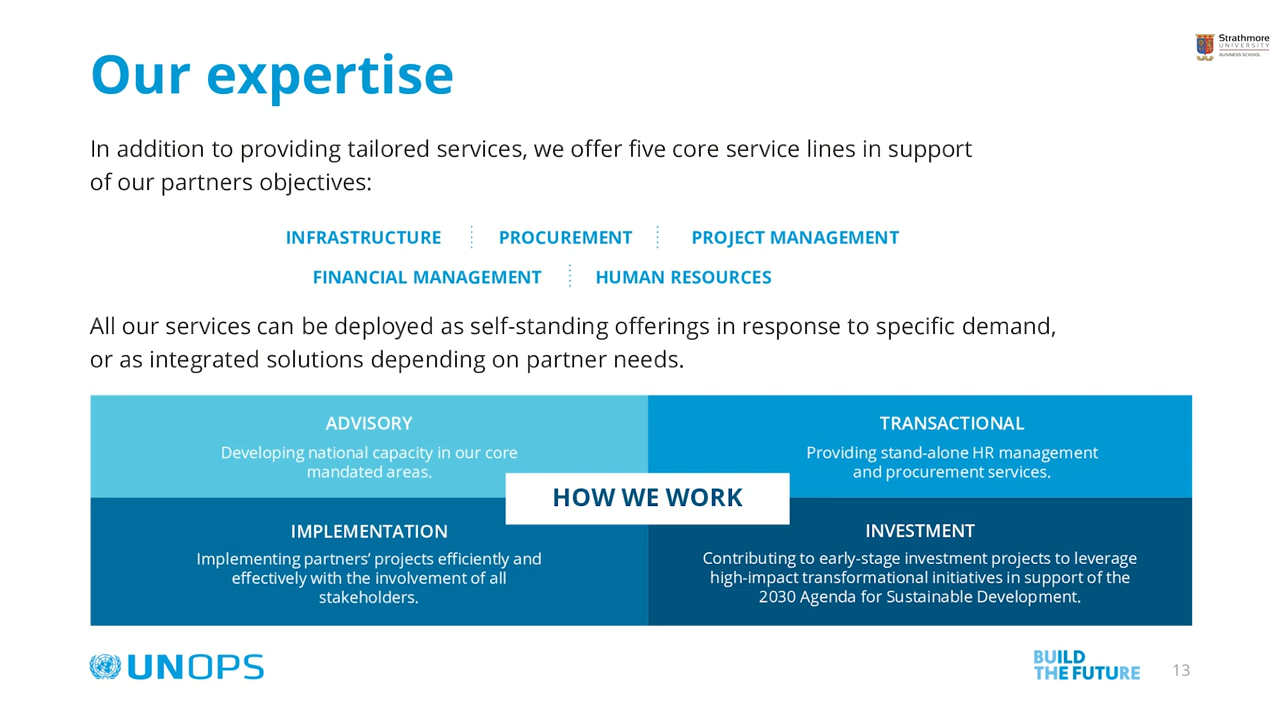 Strathmore
UNIVERSITY
BUSINESS SCHOOL
Our expertise
In addition to providing tailored services, we offer five core service lines in support
of our partners objectives:
INFRASTRUCTURE
PROCUREMENT
PROJECT MANAGEMENT
FINANCIAL MANAGEMENT
HUMAN RESOURCES
All our services can be deployed as self-standing offerings in response to specific demand,
or as integrated solutions depending on partner needs.
ADVISORY
Developing national capacity in our core
mandated areas.
TRANSACTIONAL
Providing stand-alone HR management
and procurement services.
HOW WE WORK
IMPLEMENTATION
Implementing partners’ projects efficiently and
effectively with the involvement of all
stakeholders.
INVESTMENT
Contributing to early-stage investment projects to leverage
high-impact transformational initiatives in support of the
2030 Agenda for Sustainable Development.
UNOPS
BUILD
THE FUTURE
13